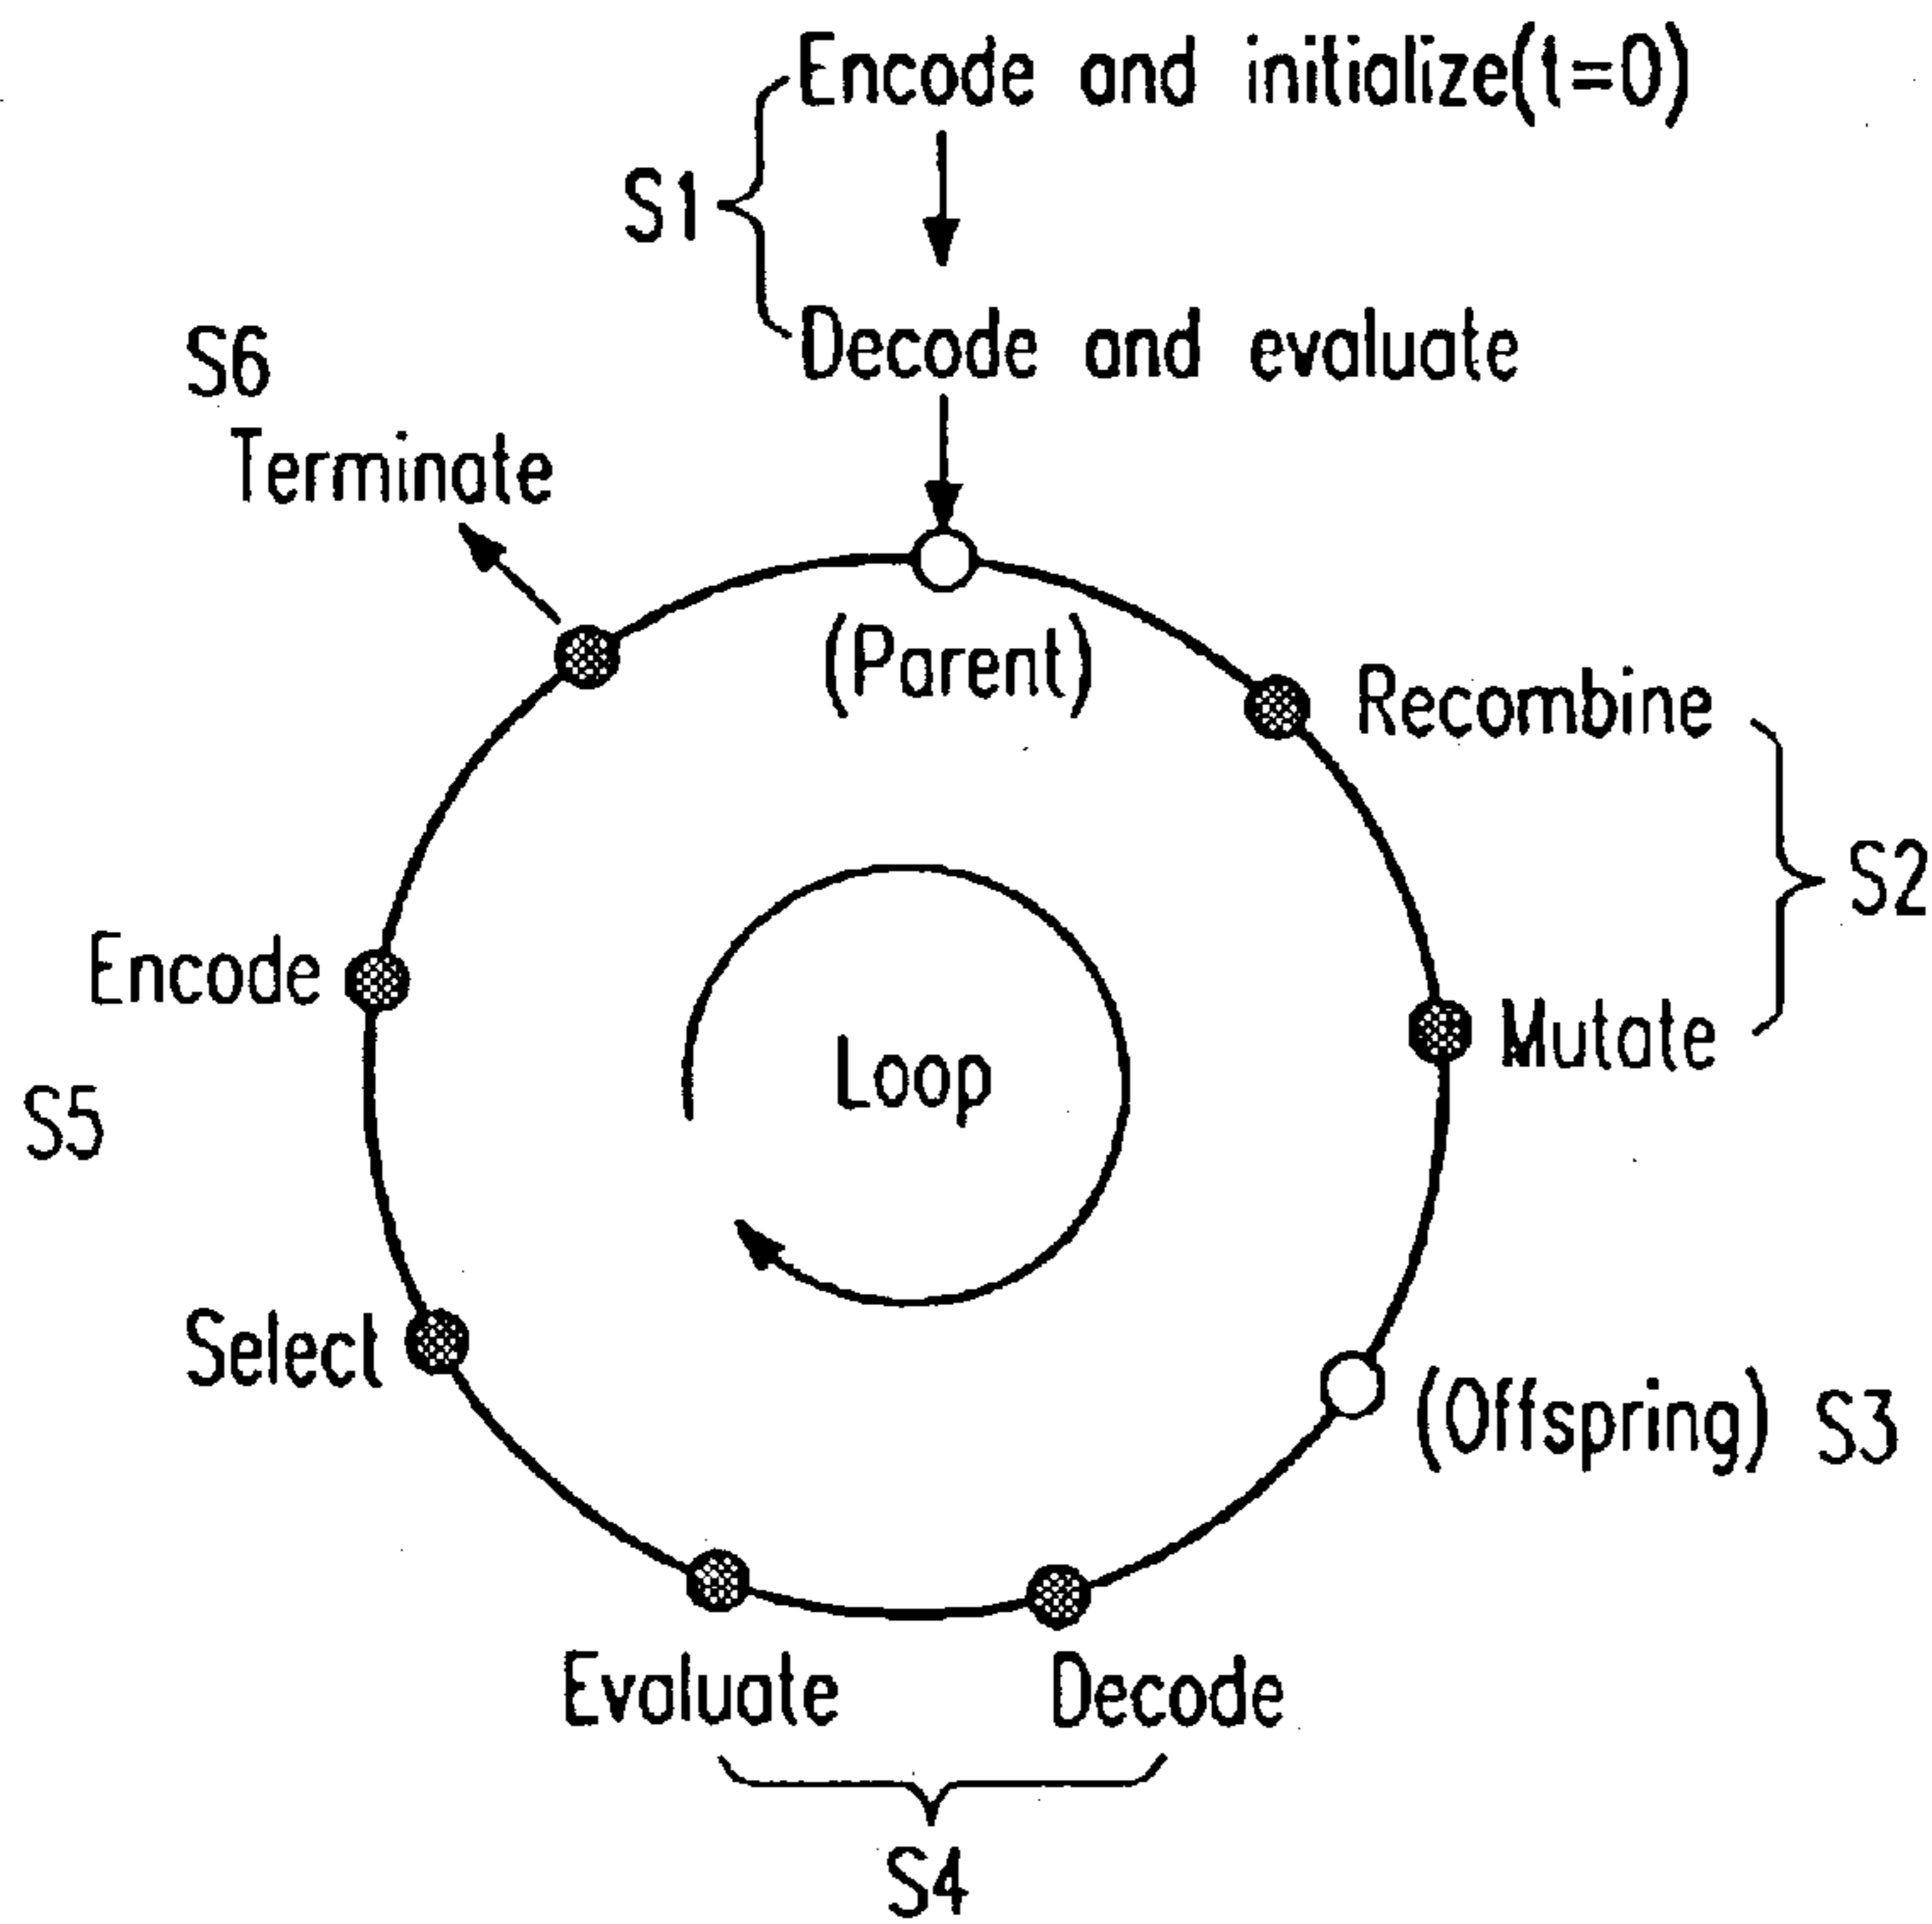 Encode and initialize(t=0)
S1
Decode and evaluate
S6
Terminate
(Parent)
Recombine
S2
Encode
Mutate
Loop
S5
Select
(Offspring) S3
Evaluate
Decode
S4